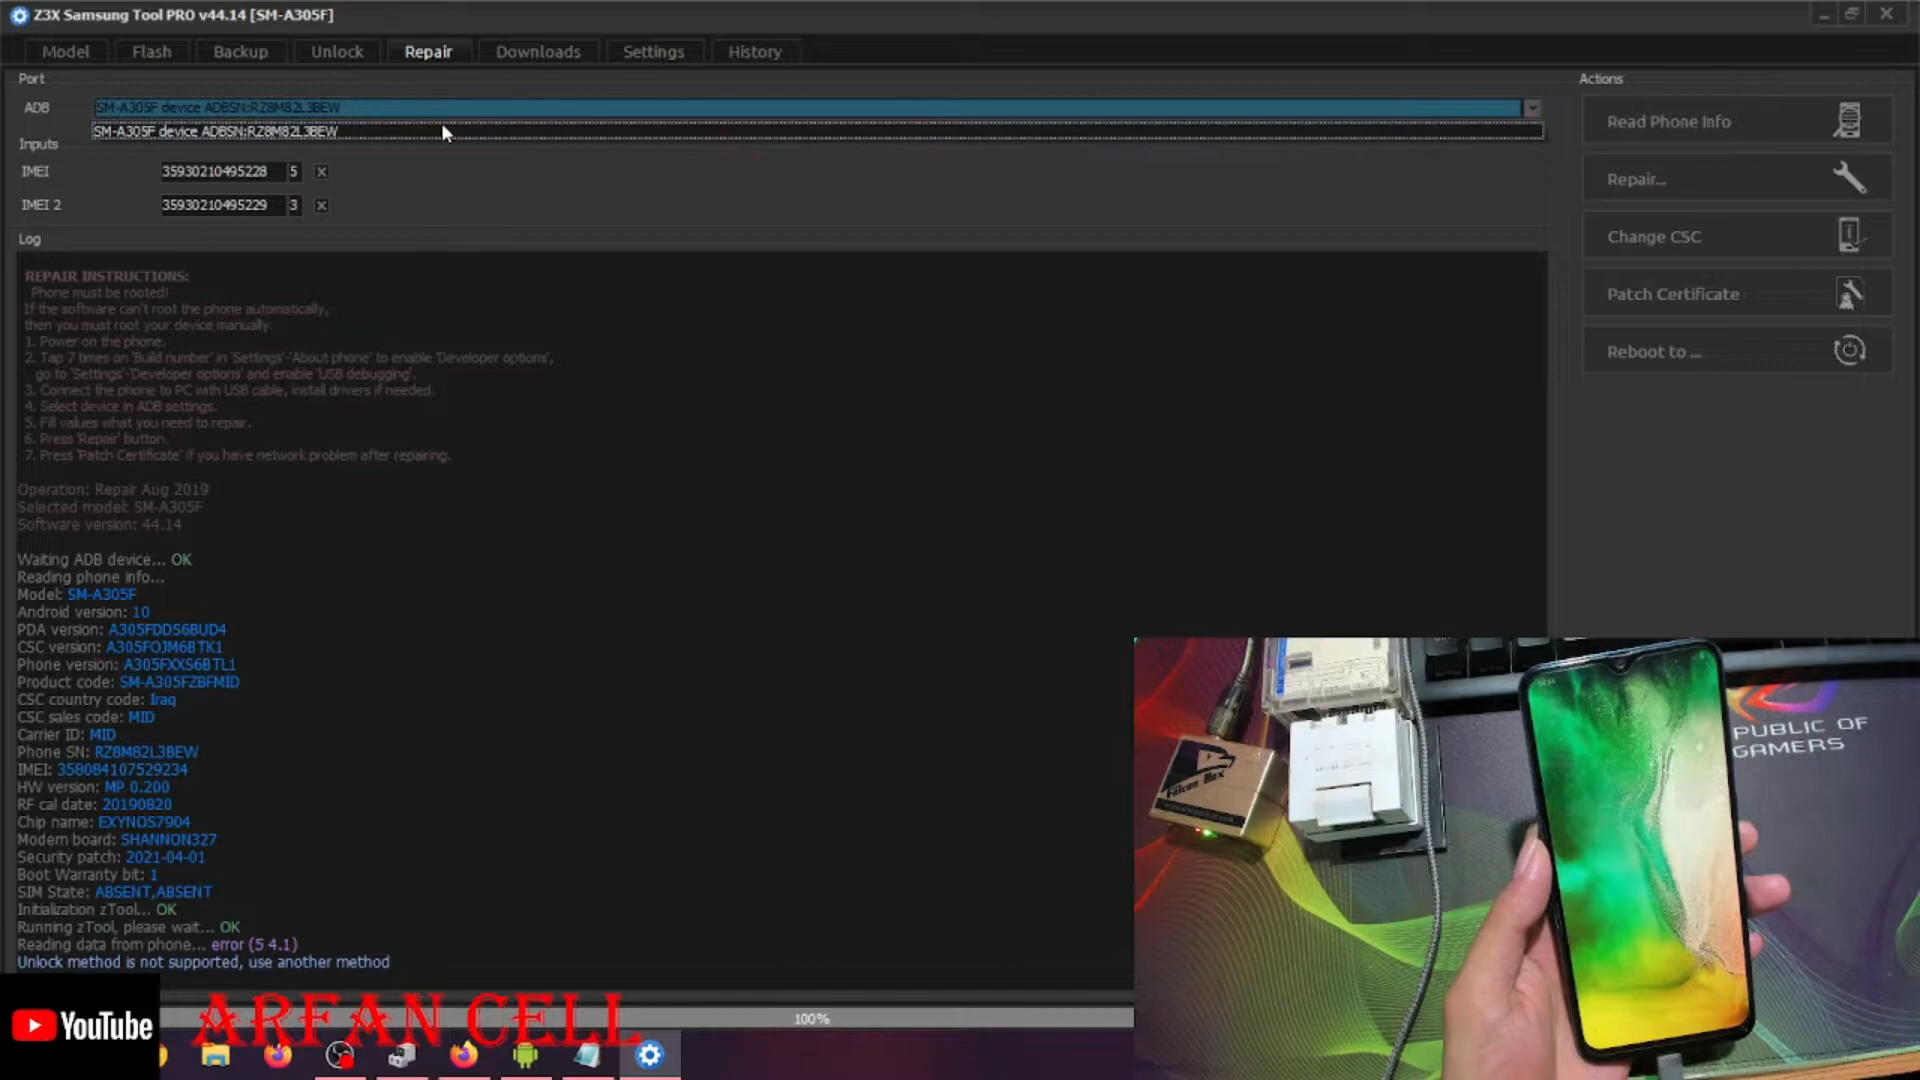 Z3X Samsung Tool PRO v44.14 [SM-A305F]
Model Flash Backup Unlock Repair Downloads Settings History
Port
Actions
ADB SM-A305F device ADBSN:RZ8M82L3BEW
SM-A305F device ADBSN:RZ8M82L3BEW
Inputs
IMEI 35930210495228 5 x
IMEI 2 35930210495229 3 x
Read Phone Info
Repair...
Change CSC
Patch Certificate
Reboot to ...
Log
REPAIR INSTRUCTIONS:
Phone must be rooted!
If the software can't root the phone automatically,
then you must root your device manually.
1. Power on the phone.
2. Tap 7 times on 'Build number' in 'Settings'-'About phone' to enable 'Developer options',
go to 'Settings'-'Developer options' and enable 'USB debugging'.
3. Connect the phone to PC with USB cable, install drivers if needed.
4. Select device in ADB settings.
5. Fill values what you need to repair.
6. Press 'Repair' button.
7. Press 'Patch Certificate' if you have network problem after repairing.
Operation: Repair Aug 2019
Selected model: SM-A305F
Software version: 44.14
Waiting ADB device... OK
Reading phone info...
Model: SM-A305F
Android version: 10
PDA version: A305FDDS6BUD4
CSC version: A305FOJM6BTK1
Phone version: A305FXXS6BTL1
Product code: SM-A305FZBFMID
CSC country code: Iraq
CSC sales code: MID
Carrier ID: MID
Phone SN: RZ8M82L3BEW
IMEI: 358084107529234
HW version: MP 0.200
RF cal date: 20190820
Chip name: EXYNOS7904
Modem board: SHANNON327
Security patch: 2021-04-01
Boot Warranty bit: 1
SIM State: ABSENT,ABSENT
Initialization zTool... OK
Running zTool, please wait... OK
Reading data from phone... error (5 4.1)
Unlock method is not supported, use another method
100%
YouTube
ARFAN CELL
Falcon Box
PUBLIC OF
GAMERS